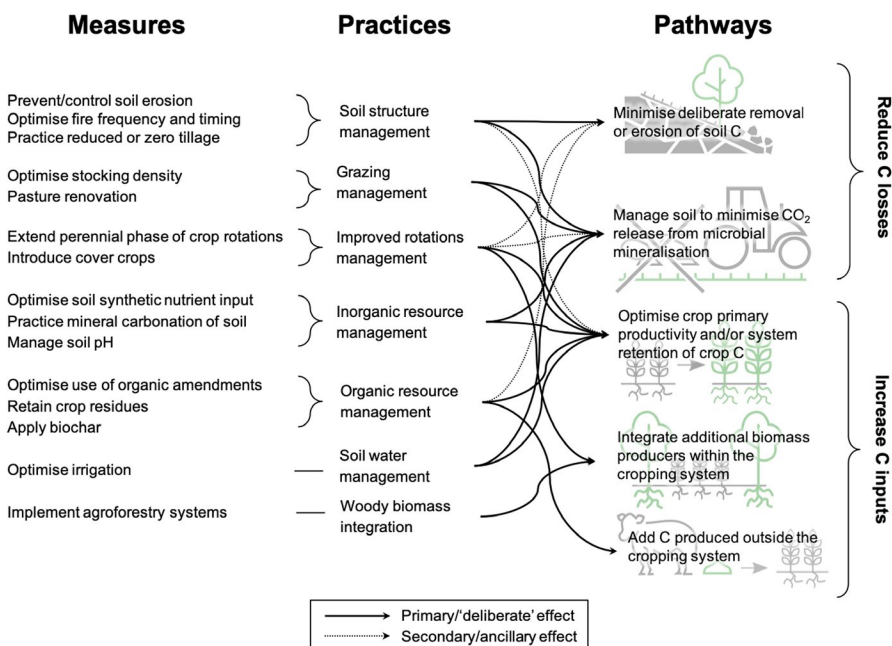 Measures
Practices
Pathways
Prevent/control soil erosion
Optimise fire frequency and timing
Practice reduced or zero tillage
Soil structure
management
Optimise stocking density
Pasture renovation
Grazing
management
Extend perennial phase of crop rotations
Introduce cover crops
Improved rotations
management
Optimise soil synthetic nutrient input
Practice mineral carbonation of soil
Manage soil pH
Inorganic resource
management
Optimise use of organic amendments
Retain crop residues
Apply biochar
Organic resource
management
Optimise irrigation
Soil water
management
Implement agroforestry systems
Woody biomass
integration
Minimise deliberate removal
or erosion of soil C
Manage soil to minimise CO₂
release from microbial
mineralisation
Optimise crop primary
productivity and/or system
retention of crop C
Integrate additional biomass
producers within the
cropping system
Add C produced outside the
cropping system
Reduce C losses
Increase C inputs
Primary/'deliberate' effect
Secondary/ancillary effect